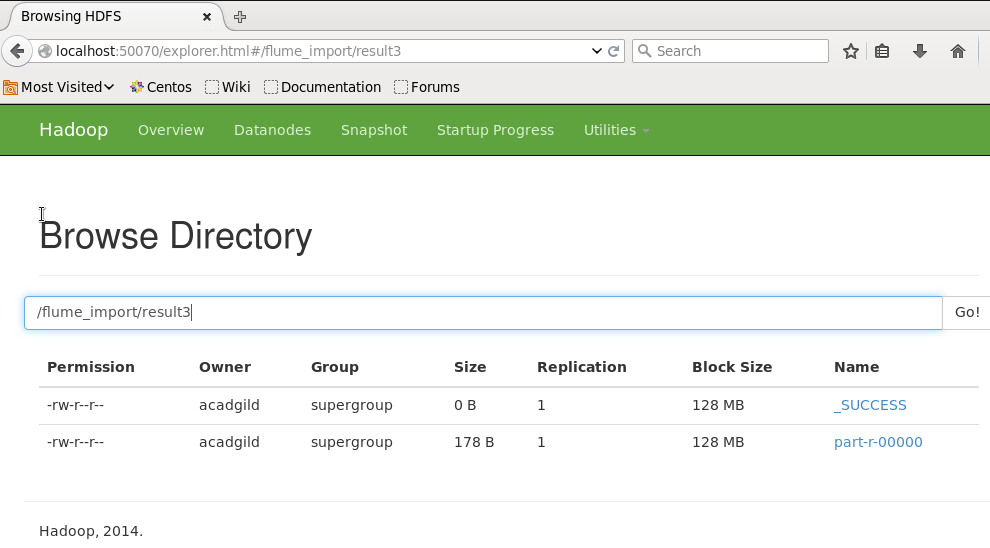 Browsing HDFS
localhost:50070/explorer.html#/flume_import/result3 Search
Most Visited Centos Wiki Documentation Forums
Hadoop Overview Datanodes Snapshot Startup Progress Utilities
Browse Directory
/flume_import/result3 Go!
Permission Owner Group Size Replication Block Size Name
-rw-r--r-- acadgild supergroup 0 B 1 128 MB _SUCCESS
-rw-r--r-- acadgild supergroup 178 B 1 128 MB part-r-00000
Hadoop, 2014.